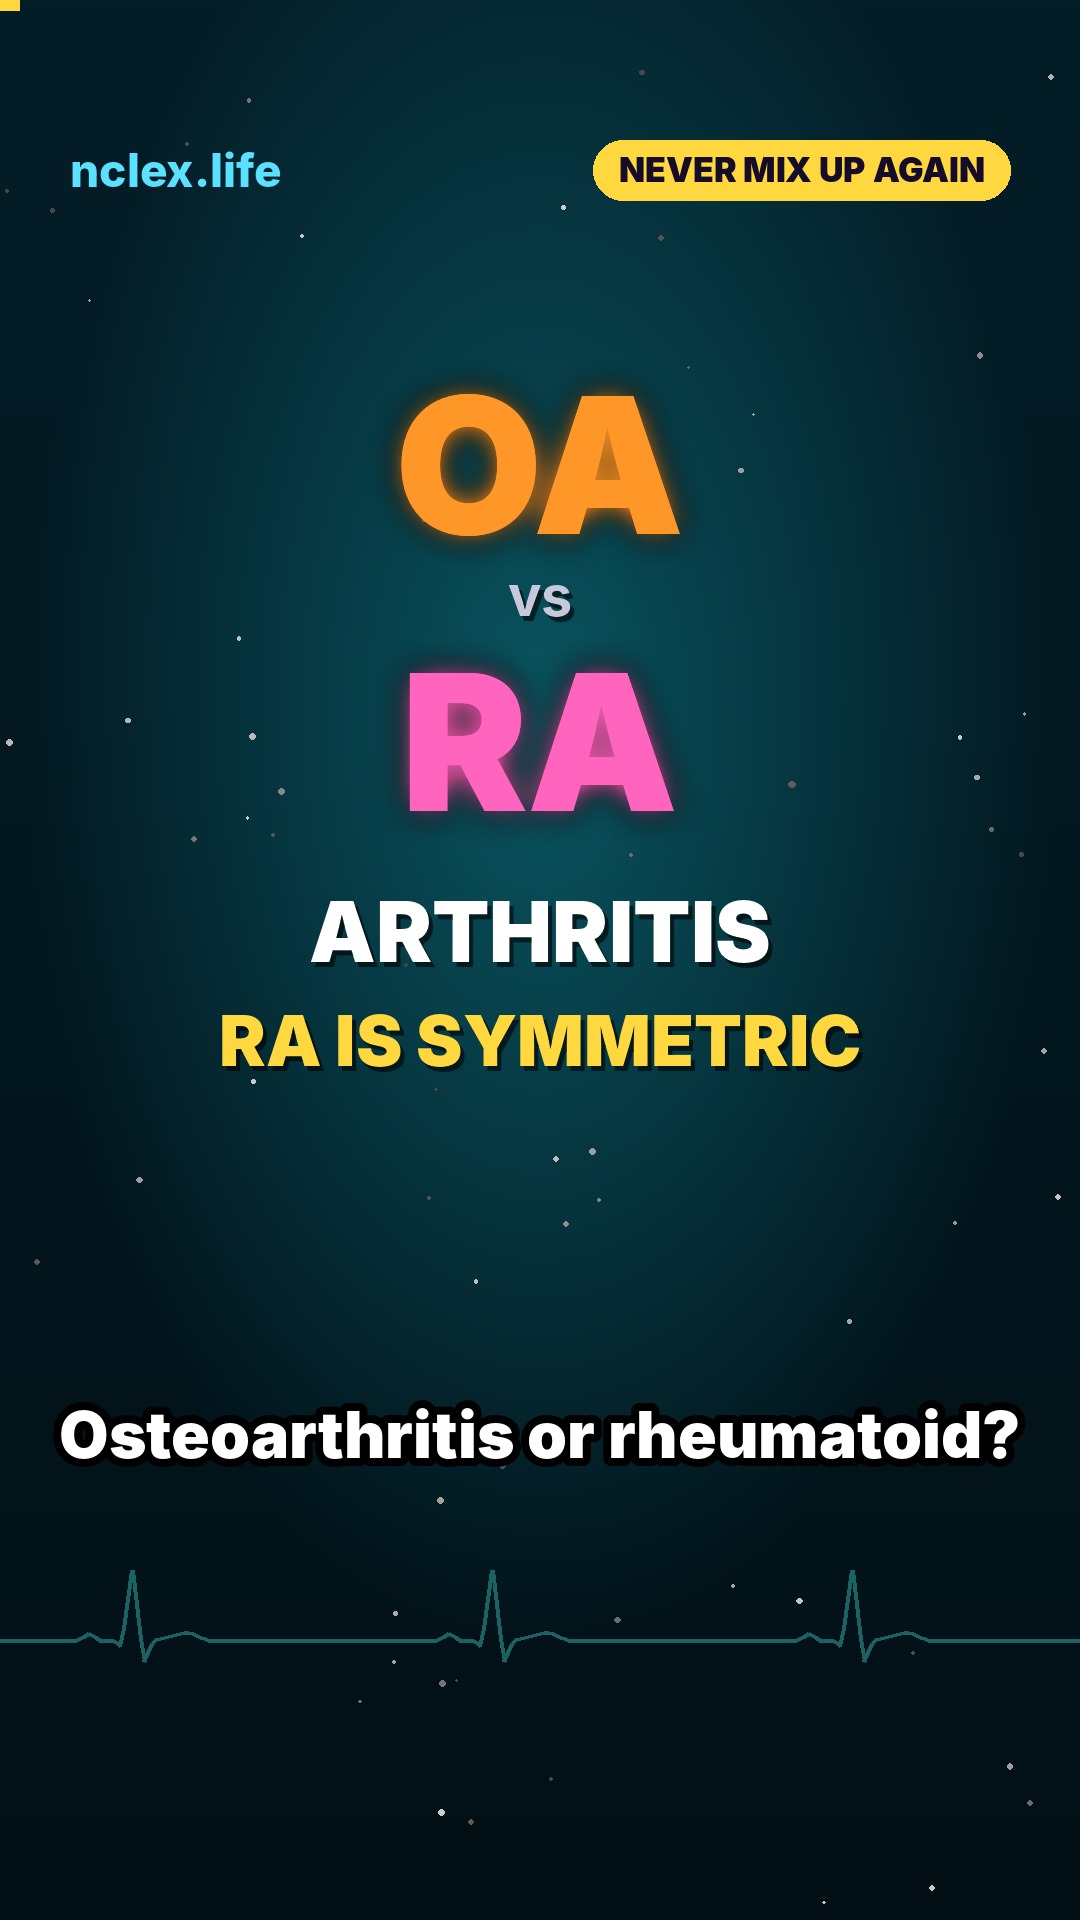 nclex.life
NEVER MIX UP AGAIN
OA
vs
RA
ARTHRITIS
RA IS SYMMETRIC
Osteoarthritis or rheumatoid?